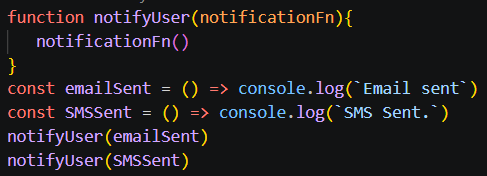 function notifyUser(notificationFn){
    notificationFn()
}
const emailSent = () => console.log(`Email sent`)
const SMSSent = () => console.log(`SMS Sent.`)
notifyUser(emailSent)
notifyUser(SMSSent)